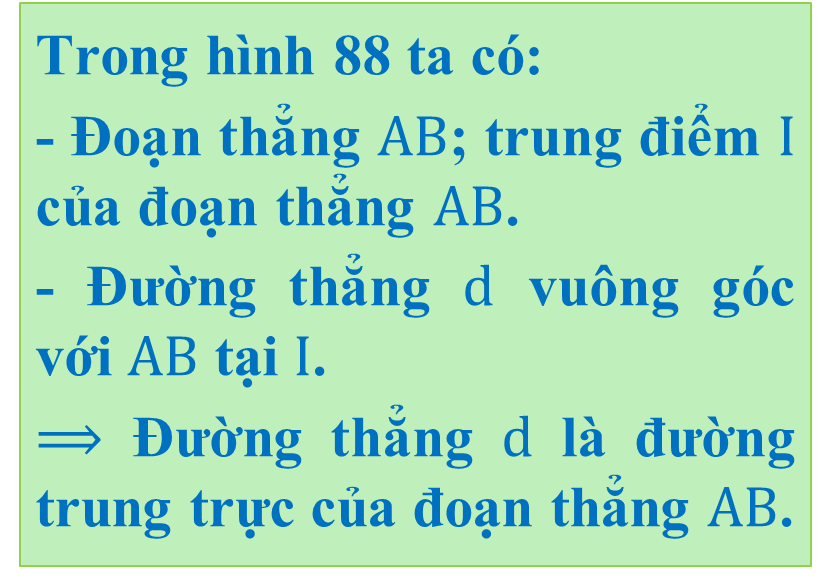 Trong hình 88 ta có:
- Đoạn thẳng AB; trung điểm I
của đoạn thẳng AB.
- Đường thẳng d vuông góc
với AB tại I.
⟹ Đường thẳng d là đường
trung trực của đoạn thẳng AB.